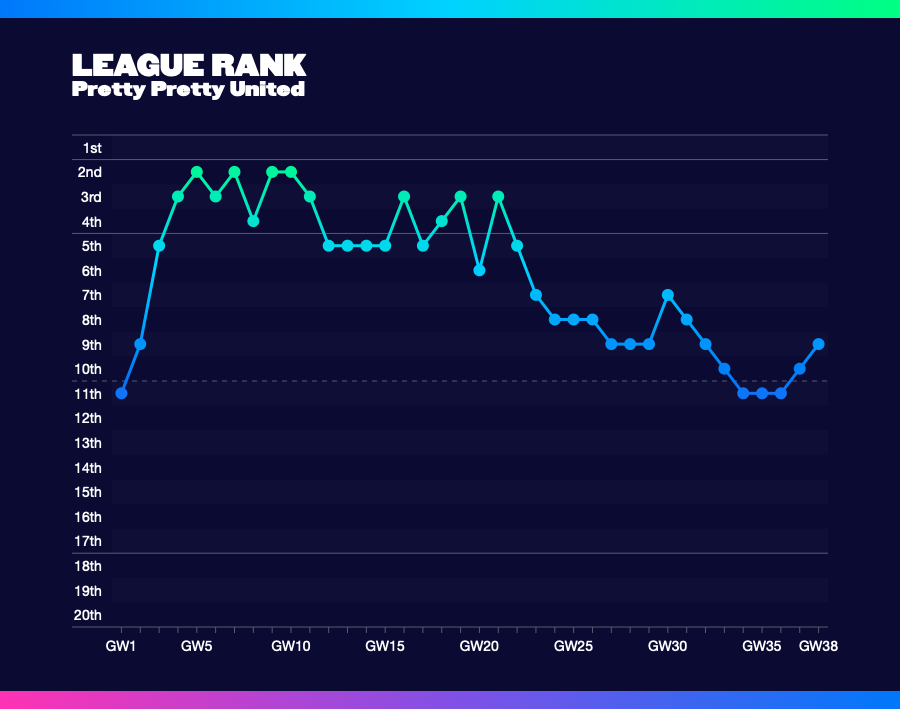 LEAGUE RANK
Pretty Pretty United
1st
2nd
3rd
4th
5th
6th
7th
8th
9th
10th
11th
12th
13th
14th
15th
16th
17th
18th
19th
20th
GW1 GW5 GW10 GW15 GW20 GW25 GW30 GW35 GW38